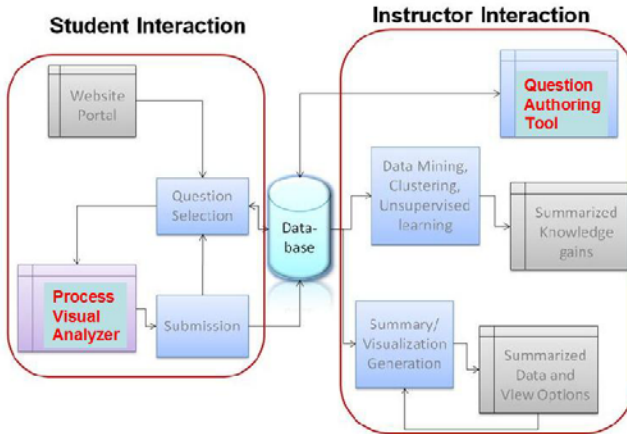 Student Interaction
Instructor Interaction
Website
Portal
Question
Selection
Process
Visual
Analyzer
Submission
Data-
base
Question
Authoring
Tool
Data Mining,
Clustering,
Unsupervised
learning
Summarized
Knowledge
gains
Summary/
Visualization
Generation
Summarized
Data and
View Options